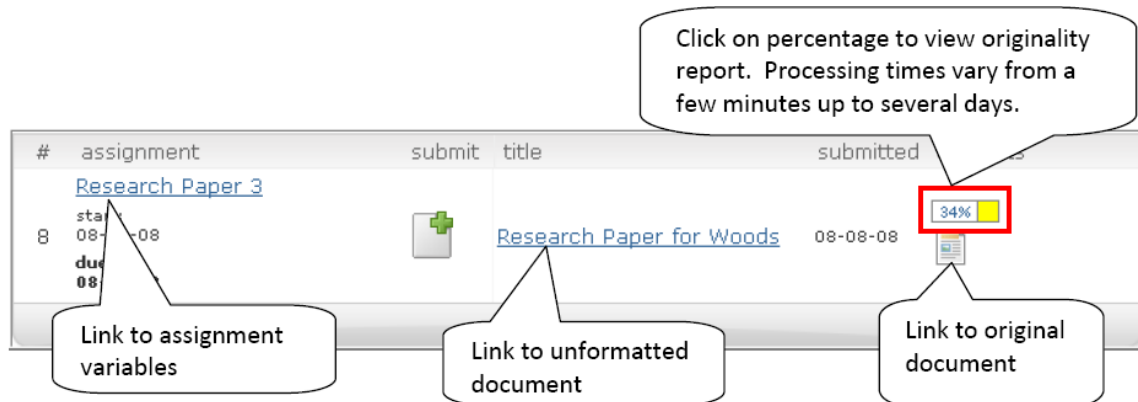 Click on percentage to view originality
report. Processing times vary from a
few minutes up to several days.
# assignment submit title submitted
Research Paper 3
34%
8 08- -08 Research Paper for Woods 08-08-08
Link to assignment
variables
Link to unformatted
document
Link to original
document